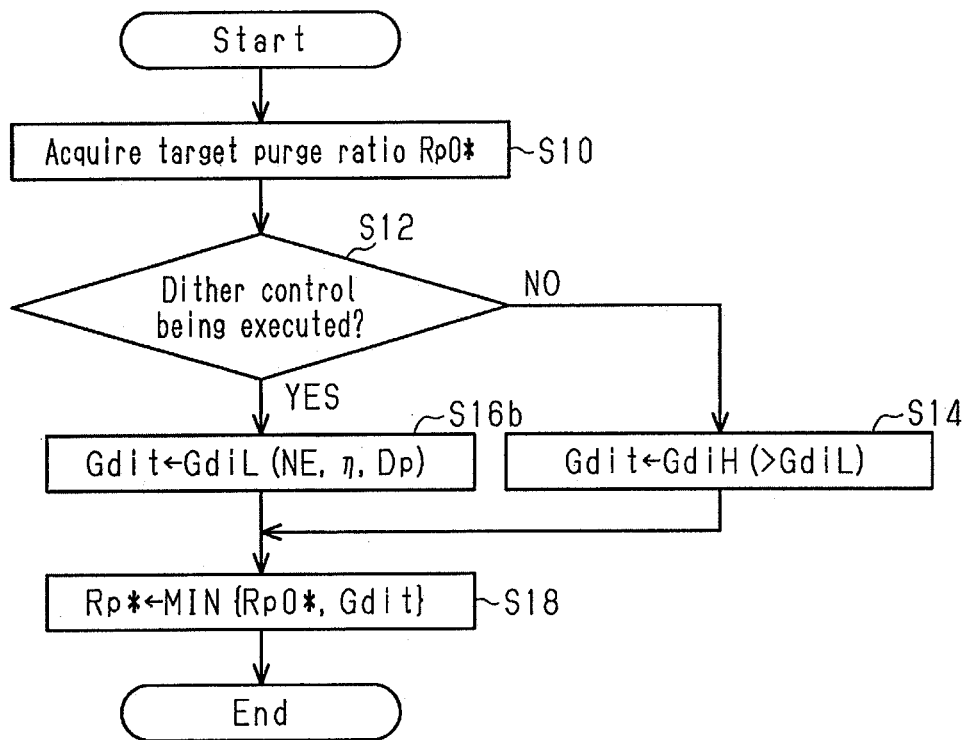 Start
Acquire target purge ratio Rp0*
S10
S12
Dither control
being executed?
NO
YES
S16b
Gdit←GdiL (NE, η, Dp)
S14
Gdit←GdiH (>GdiL)
Rp*←MIN {Rp0*, Gdit}
S18
End